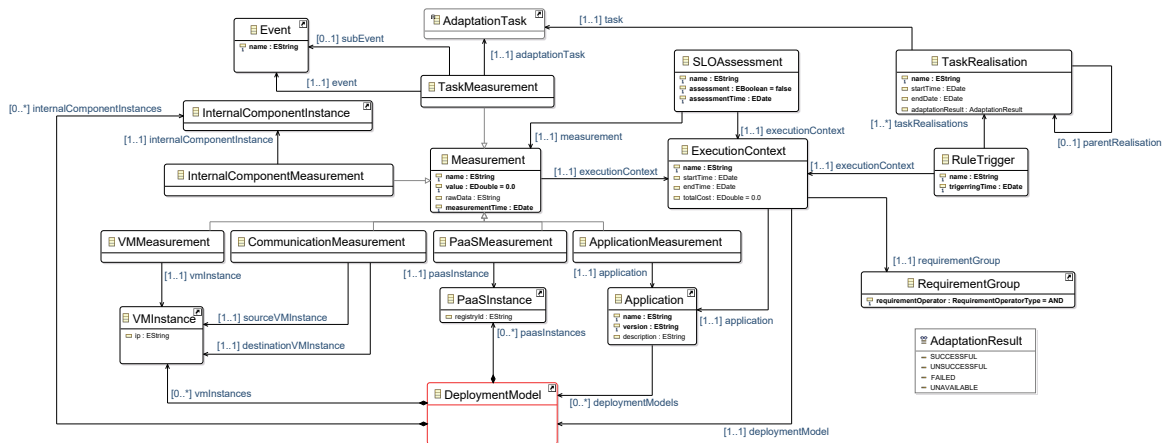 Event
name : EString
AdaptationTask
[1..1] task
[0..1] subEvent
[1..1] adaptationTask
[1..1] event
TaskMeasurement
SLOAssessment
name : EString
assessment : EBoolean = false
assessmentTime : EDate
TaskRealisation
name : EString
startTime : EDate
endDate : EDate
adaptationResult : AdaptationResult
[1..*] taskRealisations
[0..1] parentRealisation
[0..*] internalComponentInstances
InternalComponentInstance
[1..1] internalComponentInstance
InternalComponentMeasurement
[1..1] measurement
[1..1] executionContext
Measurement
name : EString
value : EDouble = 0.0
rawData : EString
measurementTime : EDate
[1..1] executionContext
ExecutionContext
name : EString
startTime : EDate
endTime : EDate
totalCost : EDouble = 0.0
[1..1] executionContext
RuleTrigger
name : EString
trigerringTime : EDate
VMMeasurement
CommunicationMeasurement
PaaSMeasurement
ApplicationMeasurement
[1..1] vmInstance
[1..1] paasInstance
[1..1] application
[1..1] requirementGroup
RequirementGroup
requirementOperator : RequirementOperatorType = AND
VMInstance
ip : EString
[1..1] sourceVMInstance
[1..1] destinationVMInstance
PaaSInstance
registryId : EString
[0..*] paasInstances
Application
name : EString
version : EString
description : EString
[1..1] application
AdaptationResult
SUCCESSFUL
UNSUCCESSFUL
FAILED
UNAVAILABLE
[0..*] vmInstances
DeploymentModel
[0..*] deploymentModels
[1..1] deploymentModel